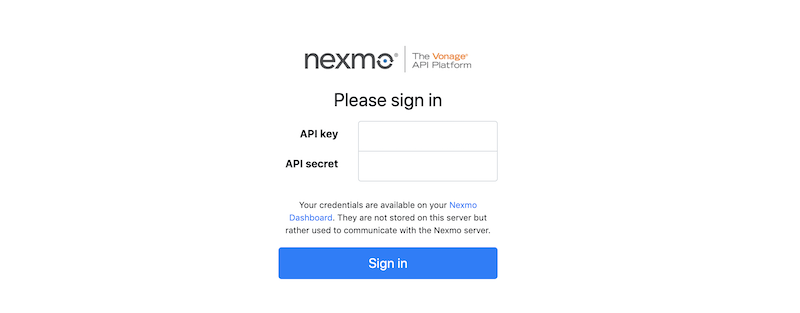 nexmo® The Vonage®
API Platform
Please sign in
API key
API secret
Your credentials are available on your Nexmo
Dashboard. They are not stored on this server but
rather used to communicate with the Nexmo server.
Sign in